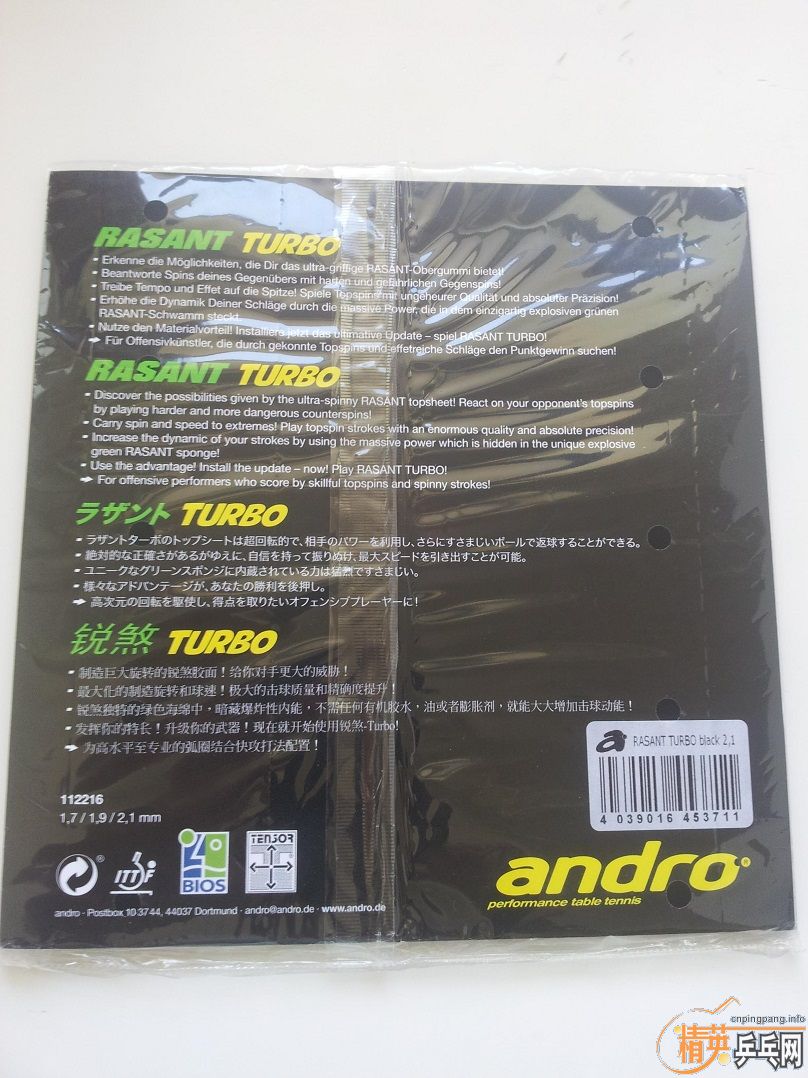 RASANT TURBO
• Erkenne die Möglichkeiten, die Dir das ultra-griffige RASANT-Obergummi bietet!
• Beantworte Spins deines Gegenübers mit harten und gefährlichen Gegenspins!
• Treibe Tempo und Effet auf die Spitze! Spiele Topspins mit ungeheurer Qualität und absoluter Präzision!
• Erhöhe die Dynamik Deiner Schläge durch die massive Power, die in dem einzigartig explosiven grünen
RASANT-Schwamm steckt.
• Nutze den Materialvorteil! Installiere jetzt das ultimative Update – spiel RASANT TURBO!
➡ Für Offensivkünstler, die durch gekonnte Topspins und effetreiche Schläge den Punktgewinn suchen!
RASANT TURBO
• Discover the possibilities given by the ultra-spinny RASANT topsheet! React on your opponent's topspins
by playing harder and more dangerous counterspins!
• Carry spin and speed to extremes! Play topspin strokes with an enormous quality and absolute precision!
• Increase the dynamic of your strokes by using the massive power which is hidden in the unique explosive
green RASANT sponge!
• Use the advantage! Install the update – now! Play RASANT TURBO!
➡ For offensive performers who score by skillful topspins and spinny strokes!
ラザント TURBO
• ラザントターボのトップシートは超回転的で、相手のパワーを利用し、さらにすさまじいボールで返球することができる。
• 絶対的な正確さがあるがゆえに、自信を持って振りぬけ、最大スピードを引き出すことが可能。
• ユニークなグリーンスポンジに内蔵されている力は猛烈ですさまじい。
• 様々なアドバンテージが、あなたの勝利を後押し。
➡ 高次元の回転を駆使し、得点を取りたいオフェンシブプレーヤーに!
锐煞 TURBO
• 制造巨大旋转的锐煞胶面!给你对手更大的威胁!
• 最大化的制造旋转和球速!极大的击球质量和精确度提升!
• 锐煞独特的绿色海绵中,暗藏爆炸性内能,不需任何有机胶水,油或者膨胀剂,就能大大增加击球动能!
• 发挥你的特长!升级你的武器!现在就开始使用锐煞-Turbo!
➡ 为高水平至专业的弧圈结合快攻打法配置!
112216
1,7 / 1,9 / 2,1 mm
a RASANT TURBO black 2,1
4 039016 453711
ITTF
BIOS
TENSOR
andro®
performance table tennis
andro · Postbox 10 37 44, 44037 Dortmund · andro@andro.de · www.andro.de
cnpingpang.info
精英乒乓网